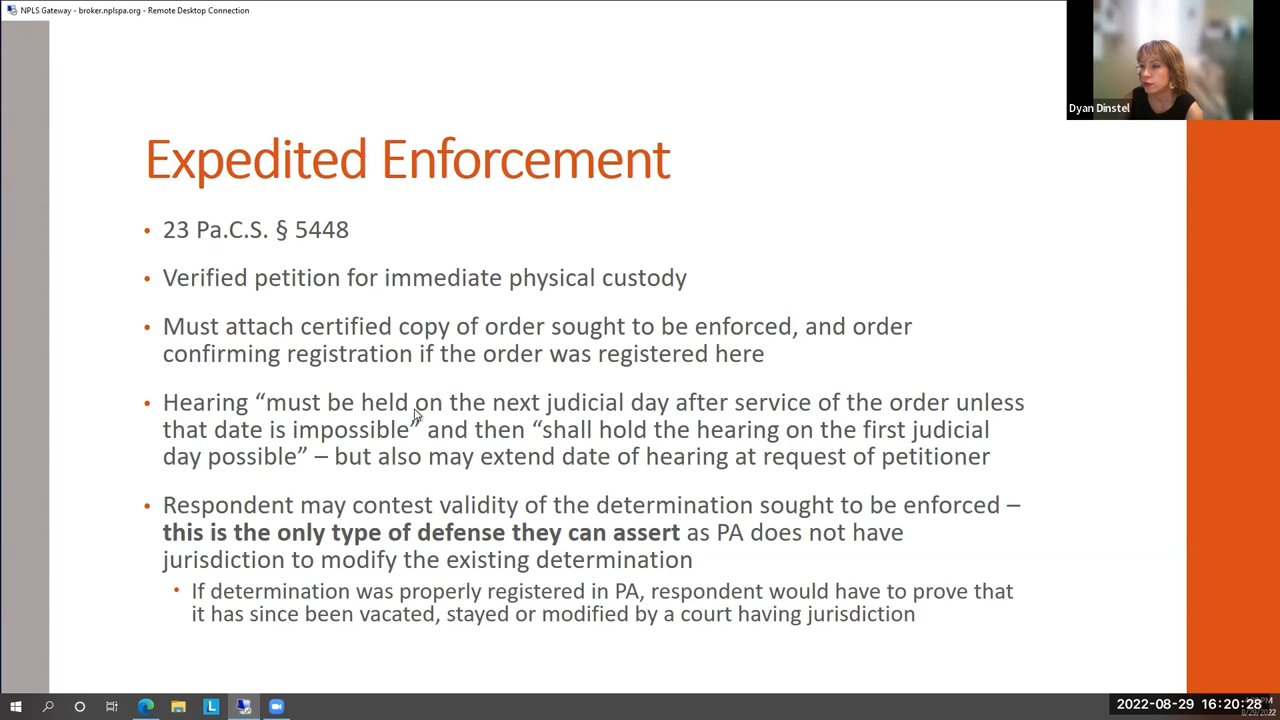 NPLS Gateway - broker.nplspa.org - Remote Desktop Connection
Dyan Dinstel
Expedited Enforcement
• 23 Pa.C.S. § 5448
• Verified petition for immediate physical custody
• Must attach certified copy of order sought to be enforced, and order
confirming registration if the order was registered here
• Hearing “must be held on the next judicial day after service of the order unless
that date is impossible” and then “shall hold the hearing on the first judicial
day possible” – but also may extend date of hearing at request of petitioner
• Respondent may contest validity of the determination sought to be enforced –
this is the only type of defense they can assert as PA does not have
jurisdiction to modify the existing determination
• If determination was properly registered in PA, respondent would have to prove that
it has since been vacated, stayed or modified by a court having jurisdiction
L
2022-08-29 16:20:28